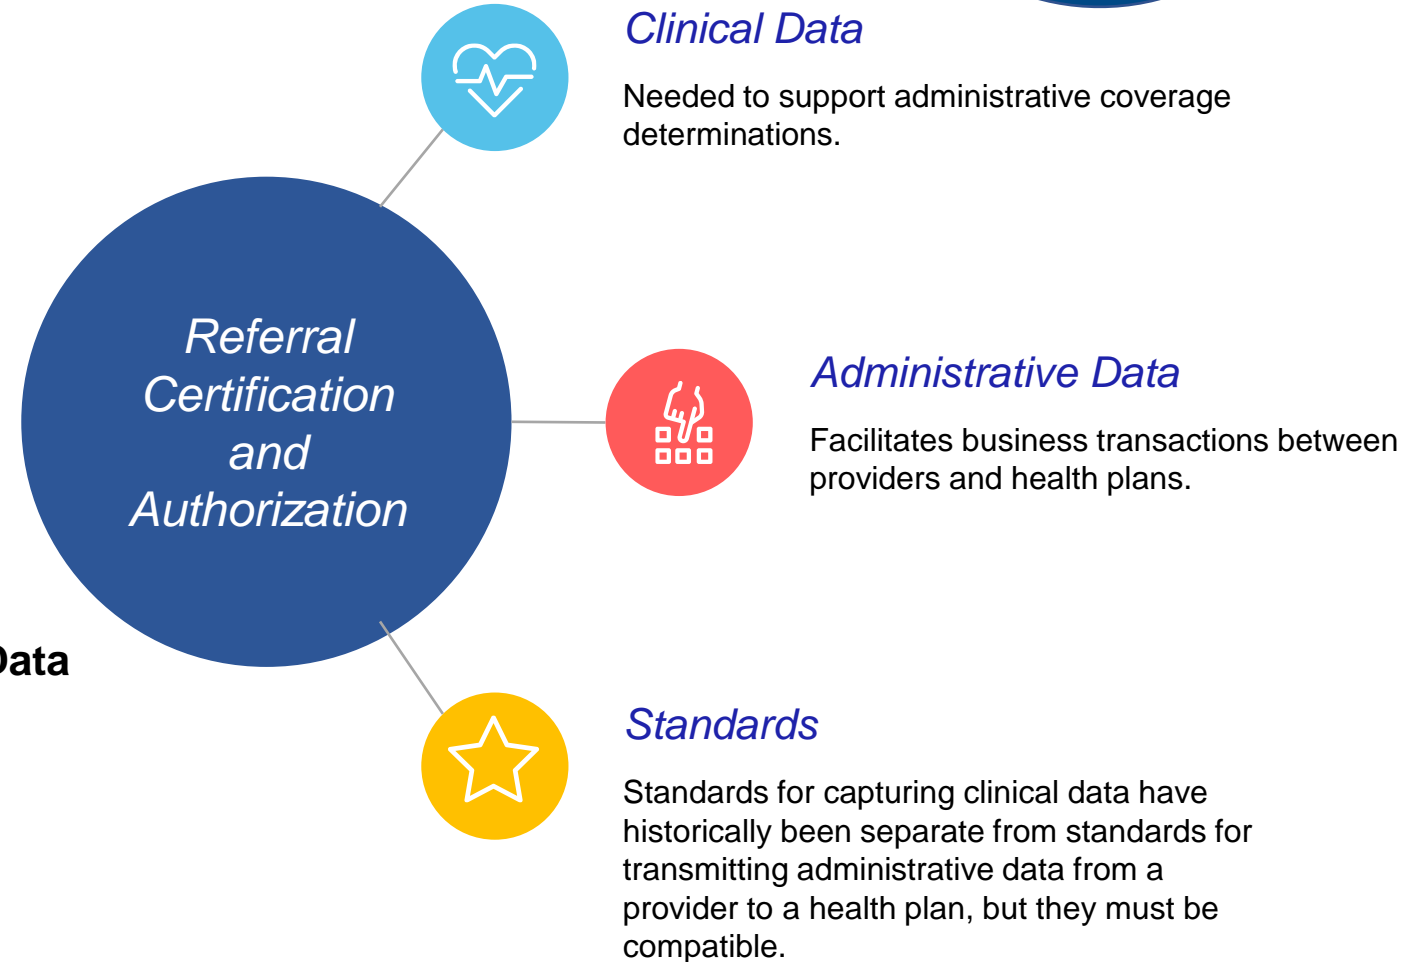 Clinical Data
Needed to support administrative coverage
determinations.
Referral
Certification
and
Authorization
Administrative Data
Facilitates business transactions between
providers and health plans.
Data
Standards
Standards for capturing clinical data have
historically been separate from standards for
transmitting administrative data from a
provider to a health plan, but they must be
compatible.